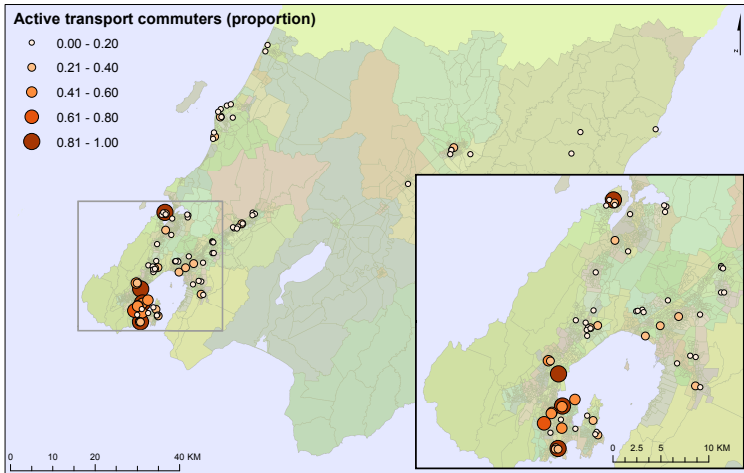 Active transport commuters (proportion)
0.00 - 0.20
0.21 - 0.40
0.41 - 0.60
0.61 - 0.80
0.81 - 1.00
z
0 10 20 40 KM
0 2.5 5 10 KM